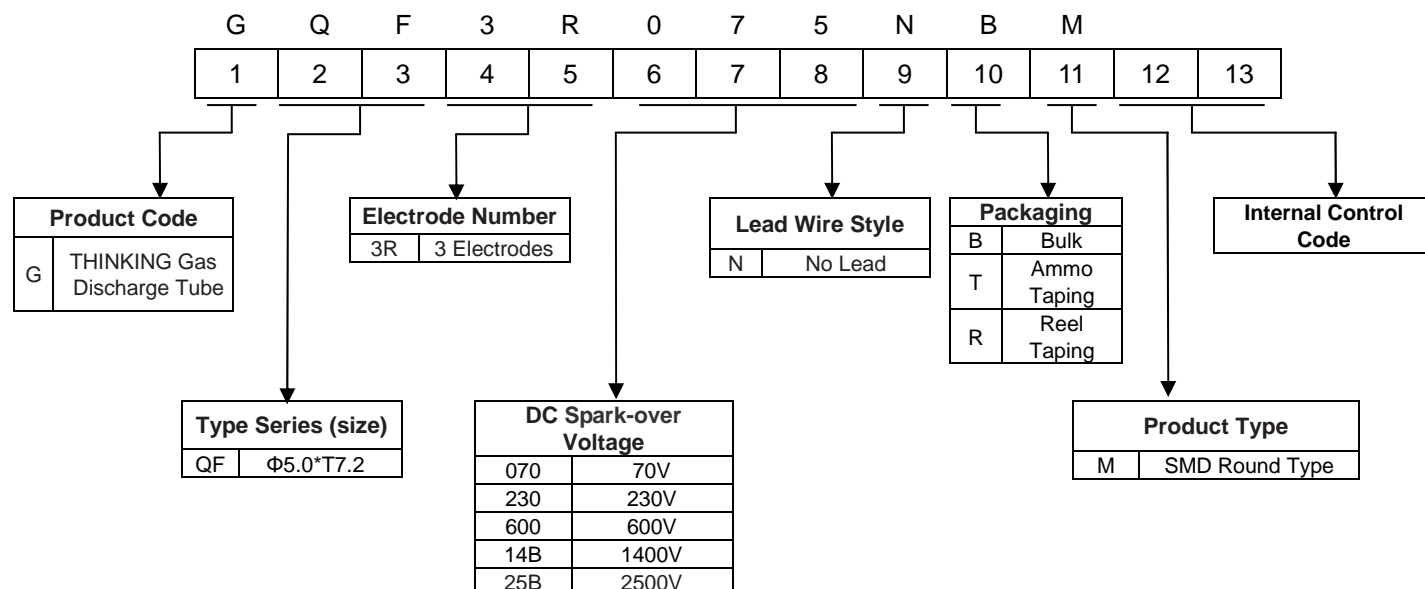 G Q F 3 R 0 7 5 N B M
1 2 3 4 5 6 7 8 9 10 11 12 13
Product Code
G THINKING Gas
Discharge Tube
Electrode Number
3R 3 Electrodes
Lead Wire Style
N No Lead
Packaging
B Bulk
T Ammo
Taping
R Reel
Taping
Internal Control
Code
Type Series (size)
QF Φ5.0*T7.2
DC Spark-over
Voltage
070 70V
230 230V
600 600V
14B 1400V
25B 2500V
Product Type
M SMD Round Type